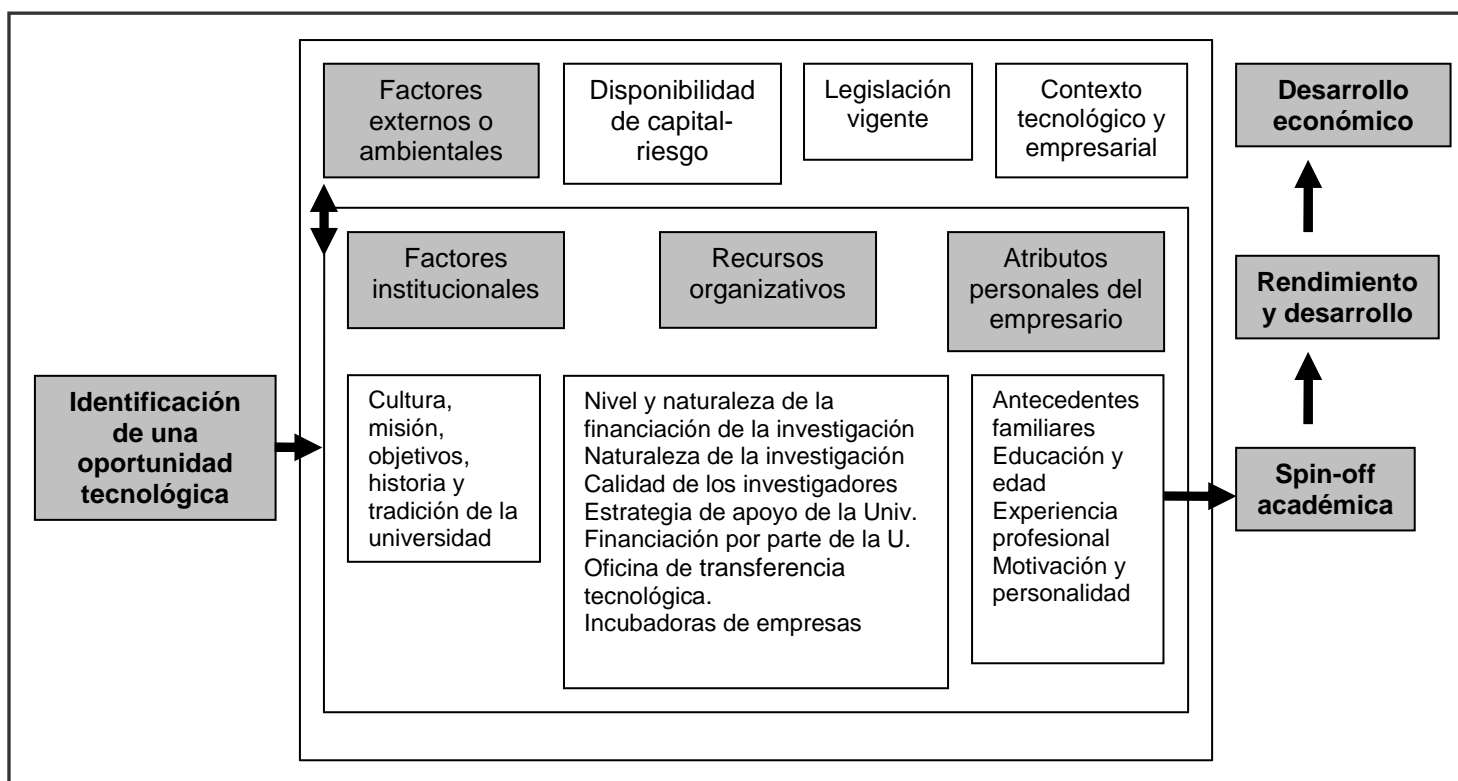 Factores
externos o
ambientales
Disponibilidad
de capital-
riesgo
Legislación
vigente
Contexto
tecnológico y
empresarial
Desarrollo
económico
Factores
institucionales
Recursos
organizativos
Atributos
personales del
empresario
Rendimiento
y desarrollo
Identificación
de una
oportunidad
tecnológica
Cultura,
misión,
objetivos,
historia y
tradición de la
universidad
Nivel y naturaleza de la
financiación de la investigación
Naturaleza de la investigación
Calidad de los investigadores
Estrategia de apoyo de la Univ.
Financiación por parte de la U.
Oficina de transferencia
tecnológica.
Incubadoras de empresas
Antecedentes
familiares
Educación y
edad
Experiencia
profesional
Motivación y
personalidad
Spin-off
académica